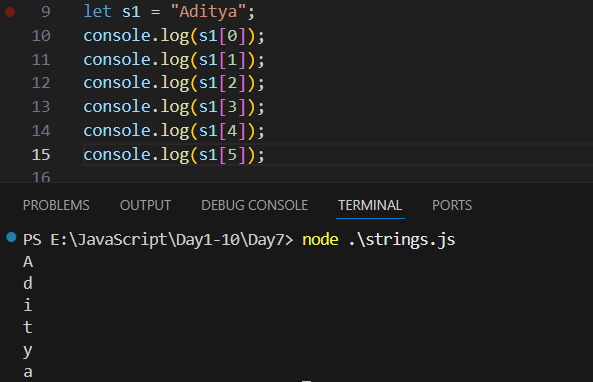 9 let s1 = "Aditya";
10 console.log(s1[0]);
11 console.log(s1[1]);
12 console.log(s1[2]);
13 console.log(s1[3]);
14 console.log(s1[4]);
15 console.log(s1[5]);
16
PROBLEMS OUTPUT DEBUG CONSOLE TERMINAL PORTS
PS E:\JavaScript\Day1-10\Day7> node .\strings.js
A
d
i
t
y
a